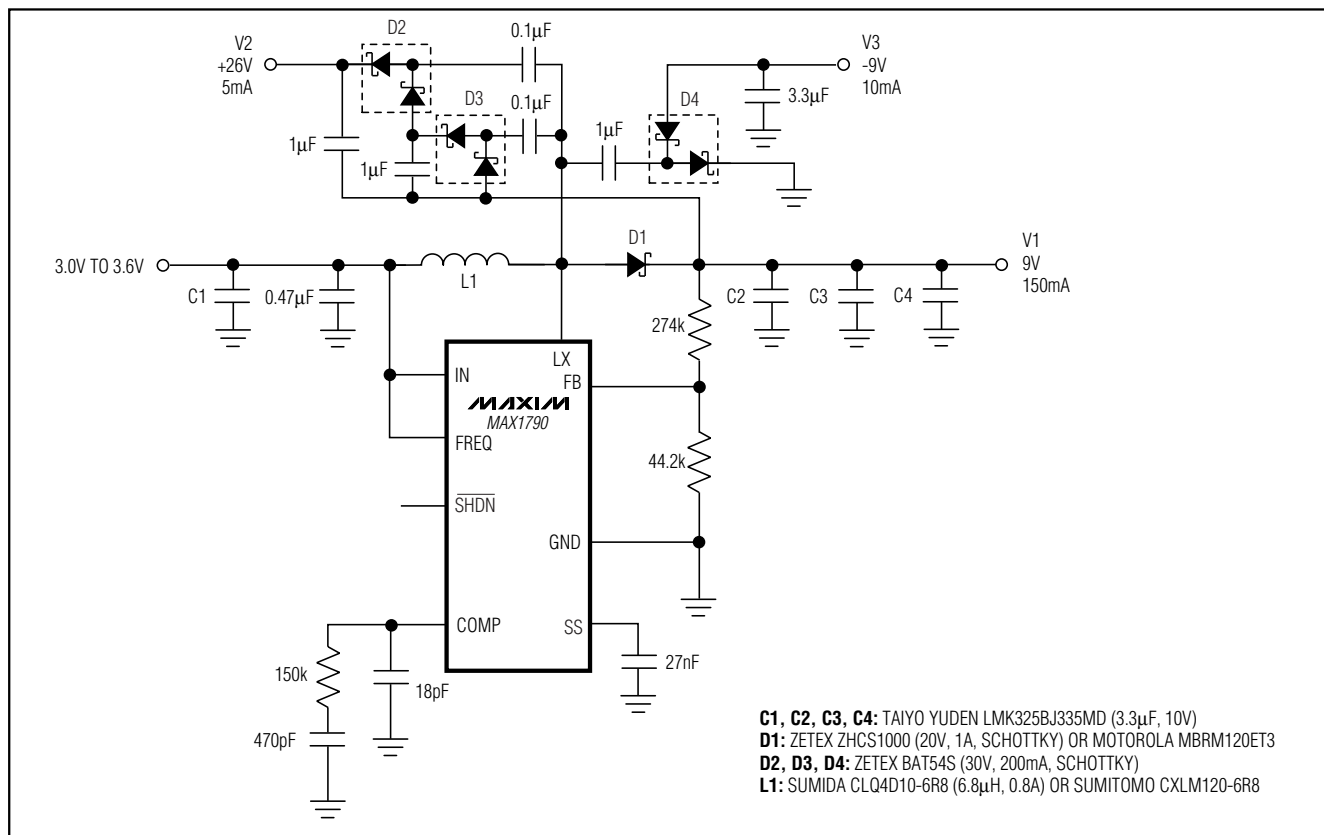 V2
+26V
5mA
D2
0.1µF
V3
-9V
10mA
D3
0.1µF
D4
3.3µF
1µF
1µF
1µF
3.0V TO 3.6V
C1
0.47µF
L1
D1
V1
9V
150mA
C2
C3
C4
274k
LX
IN
FB
MAXIM
MAX1790
FREQ
44.2k
SHDN
GND
COMP
SS
150k
18pF
27nF
470pF
C1, C2, C3, C4: TAIYO YUDEN LMK325BJ335MD (3.3µF, 10V)
D1: ZETEX ZHCS1000 (20V, 1A, SCHOTTKY) OR MOTOROLA MBRM120ET3
D2, D3, D4: ZETEX BAT54S (30V, 200mA, SCHOTTKY)
L1: SUMIDA CLQ4D10-6R8 (6.8µH, 0.8A) OR SUMITOMO CXLM120-6R8